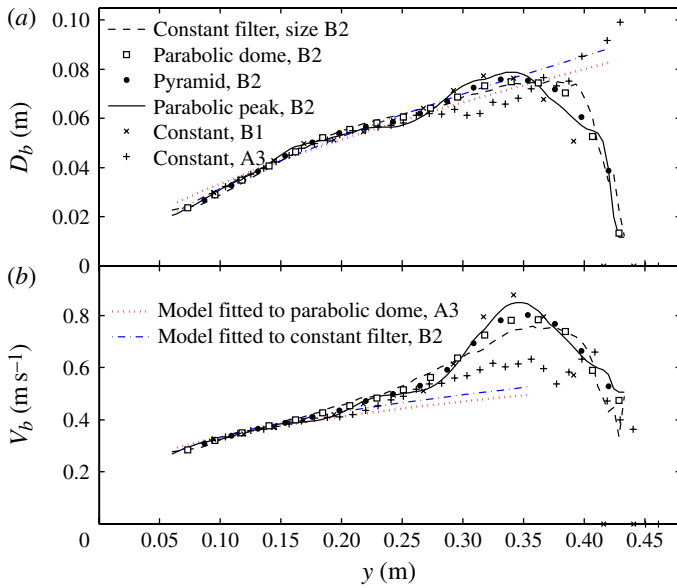 (a)
0.10
0.08
0.06
0.04
0.02
0
D_b (m)
Constant filter, size B2
Parabolic dome, B2
Pyramid, B2
Parabolic peak, B2
Constant, B1
Constant, A3
(b)
0.8
0.6
0.4
0.2
V_b (m s⁻¹)
Model fitted to parabolic dome, A3
Model fitted to constant filter, B2
0 0.05 0.10 0.15 0.20 0.25 0.30 0.35 0.40 0.45
y (m)